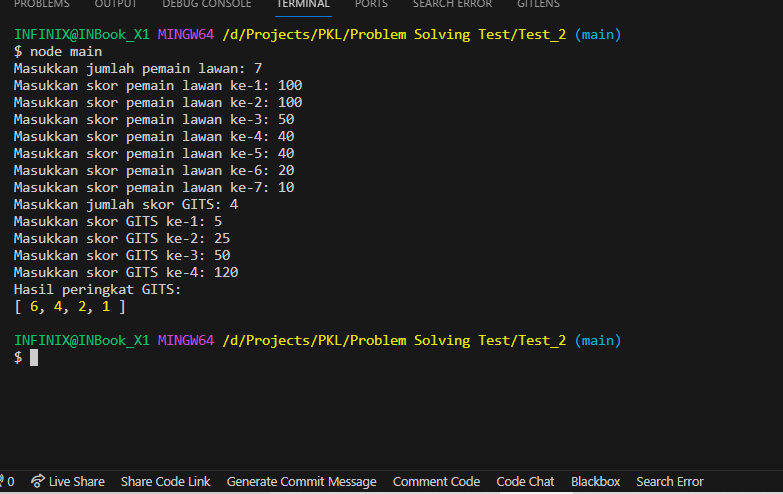 PROBLEMS OUTPUT DEBUG CONSOLE TERMINAL PORTS SEARCH ERROR GITLENS
INFINIX@INBook_X1 MINGW64 /d/Projects/PKL/Problem Solving Test/Test_2 (main)
$ node main
Masukkan jumlah pemain lawan: 7
Masukkan skor pemain lawan ke-1: 100
Masukkan skor pemain lawan ke-2: 100
Masukkan skor pemain lawan ke-3: 50
Masukkan skor pemain lawan ke-4: 40
Masukkan skor pemain lawan ke-5: 40
Masukkan skor pemain lawan ke-6: 20
Masukkan skor pemain lawan ke-7: 10
Masukkan jumlah skor GITS: 4
Masukkan skor GITS ke-1: 5
Masukkan skor GITS ke-2: 25
Masukkan skor GITS ke-3: 50
Masukkan skor GITS ke-4: 120
Hasil peringkat GITS:
[ 6, 4, 2, 1 ]
INFINIX@INBook_X1 MINGW64 /d/Projects/PKL/Problem Solving Test/Test_2 (main)
$
0 Live Share Share Code Link Generate Commit Message Comment Code Code Chat Blackbox Search Error